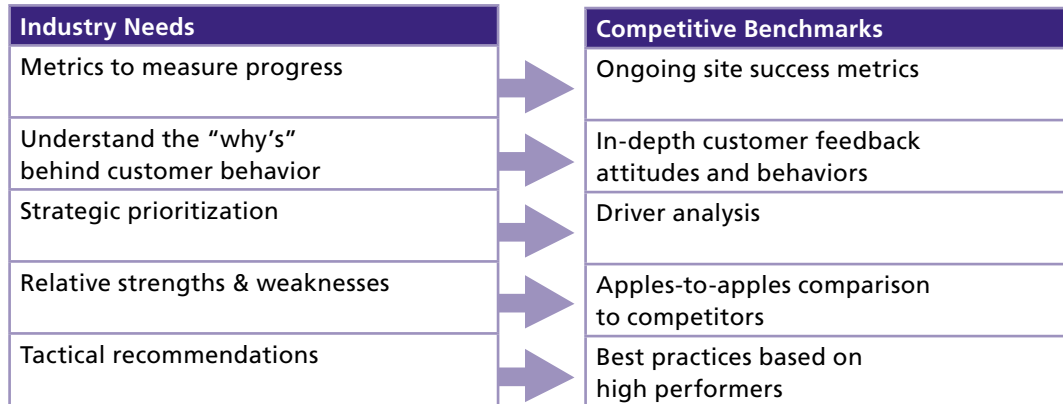 Industry Needs
Competitive Benchmarks
Metrics to measure progress
Ongoing site success metrics
Understand the “why’s”
behind customer behavior
In-depth customer feedback
attitudes and behaviors
Strategic prioritization
Driver analysis
Relative strengths & weaknesses
Apples-to-apples comparison
to competitors
Tactical recommendations
Best practices based on
high performers